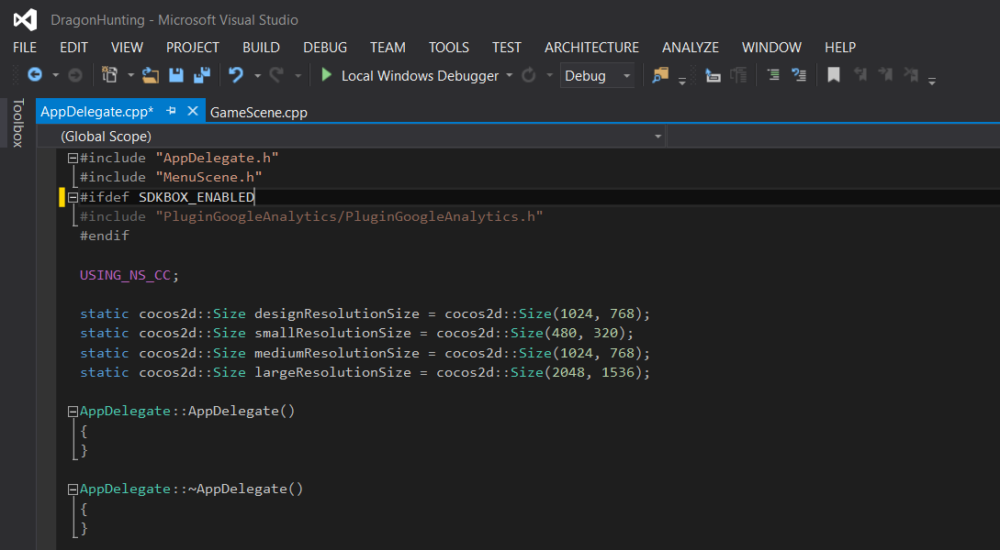 DragonHunting - Microsoft Visual Studio
FILE EDIT VIEW PROJECT BUILD DEBUG TEAM TOOLS TEST ARCHITECTURE ANALYZE WINDOW HELP
Local Windows Debugger Debug
Toolbox
AppDelegate.cpp* GameScene.cpp
(Global Scope)
#include "AppDelegate.h"
#include "MenuScene.h"
#ifdef SDKBOX_ENABLED
#include "PluginGoogleAnalytics/PluginGoogleAnalytics.h"
#endif
USING_NS_CC;
static cocos2d::Size designResolutionSize = cocos2d::Size(1024, 768);
static cocos2d::Size smallResolutionSize = cocos2d::Size(480, 320);
static cocos2d::Size mediumResolutionSize = cocos2d::Size(1024, 768);
static cocos2d::Size largeResolutionSize = cocos2d::Size(2048, 1536);
AppDelegate::AppDelegate()
{
}
AppDelegate::~AppDelegate()
{
}